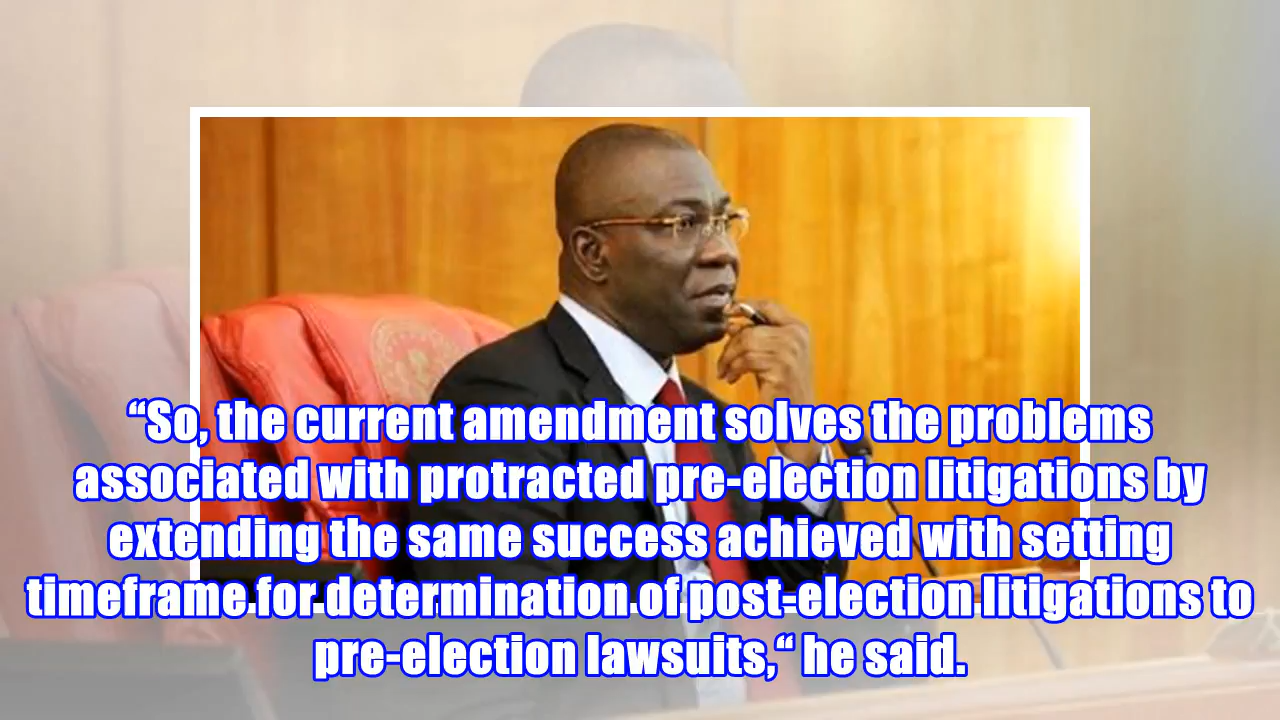 “So, the current amendment solves the problems
associated with protracted pre-election litigations by
extending the same success achieved with setting
timeframe for determination of post-election litigations to
pre-election lawsuits,“ he said.